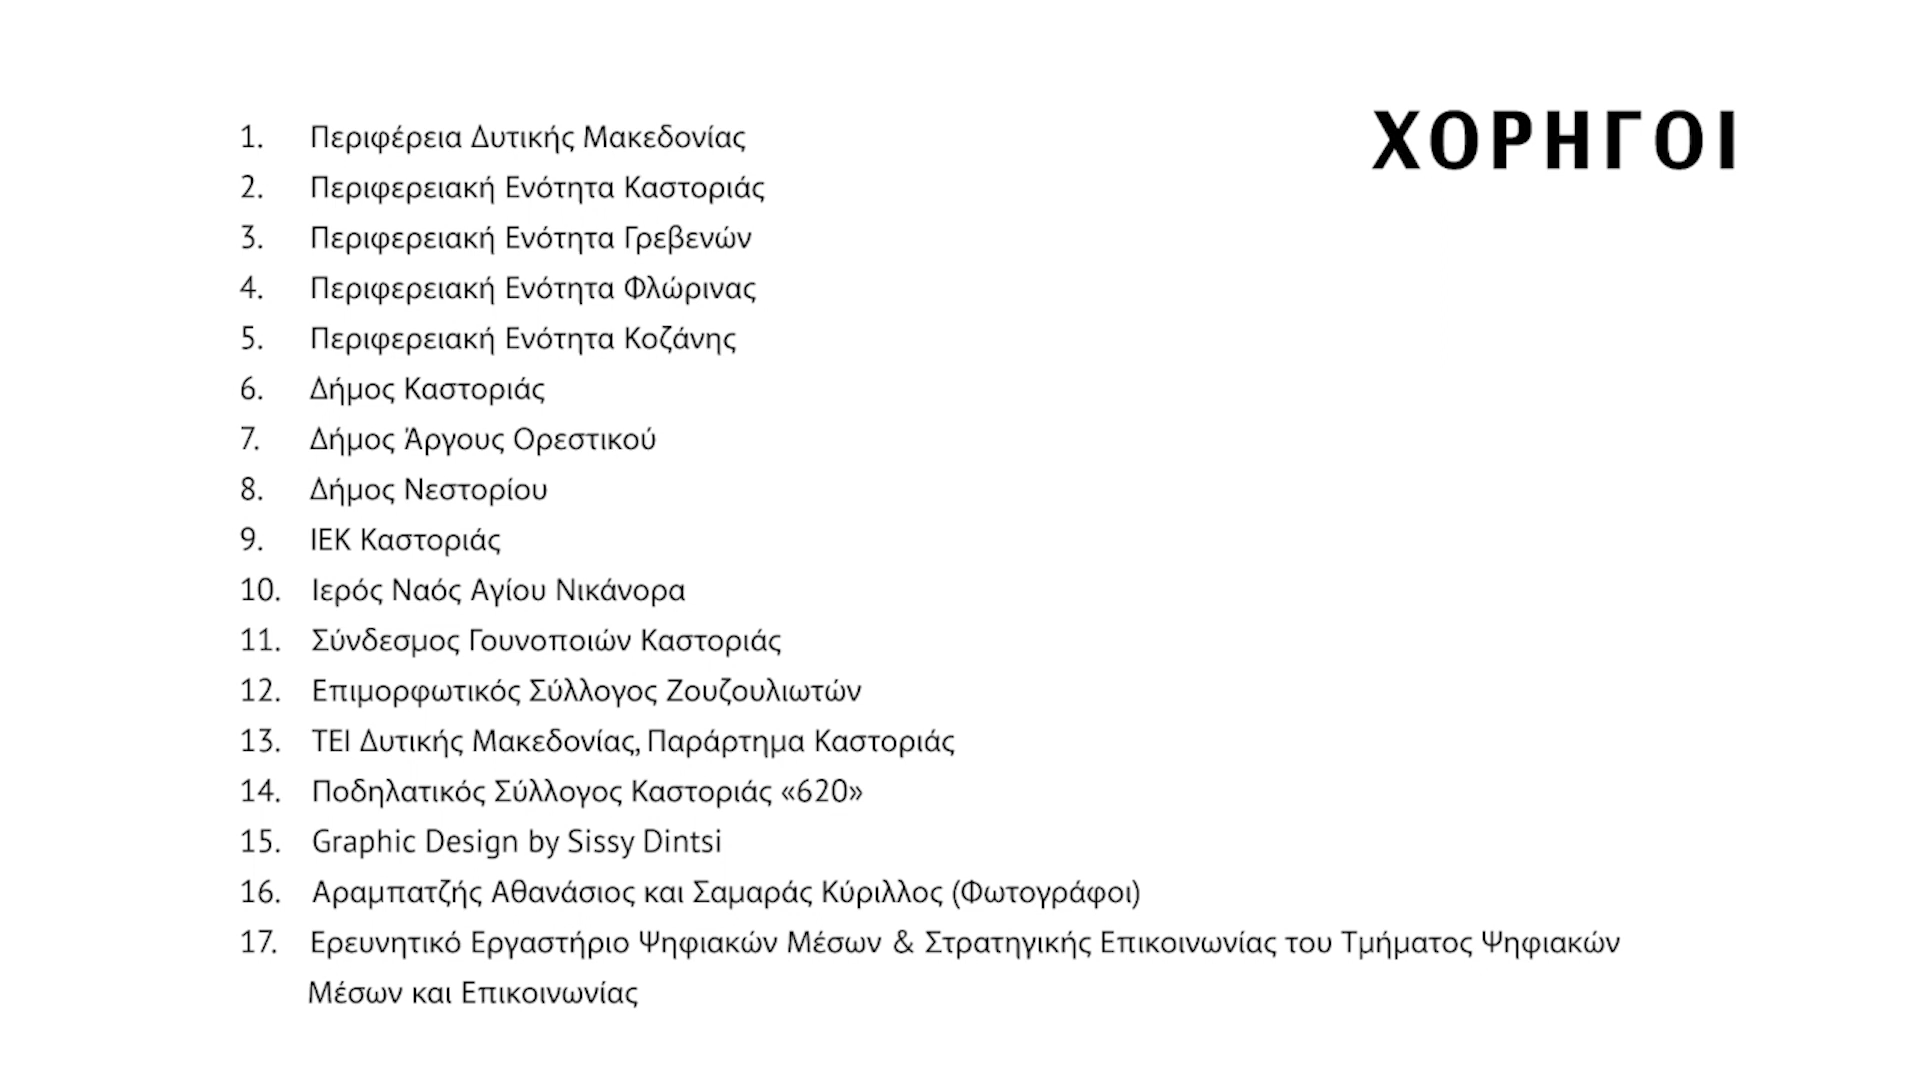 ΧΟΡΗΓΟΙ
1. Περιφέρεια Δυτικής Μακεδονίας
2. Περιφερειακή Ενότητα Καστοριάς
3. Περιφερειακή Ενότητα Γρεβενών
4. Περιφερειακή Ενότητα Φλώρινας
5. Περιφερειακή Ενότητα Κοζάνης
6. Δήμος Καστοριάς
7. Δήμος Άργους Ορεστικού
8. Δήμος Νεστορίου
9. ΙΕΚ Καστοριάς
10. Ιερός Ναός Αγίου Νικάνορα
11. Σύνδεσμος Γουνοποιών Καστοριάς
12. Επιμορφωτικός Σύλλογος Ζουζουλιωτών
13. ΤΕΙ Δυτικής Μακεδονίας, Παράρτημα Καστοριάς
14. Ποδηλατικός Σύλλογος Καστοριάς «620»
15. Graphic Design by Sissy Dintsi
16. Αραμπατζής Αθανάσιος και Σαμαράς Κύριλλος (Φωτογράφοι)
17. Ερευνητικό Εργαστήριο Ψηφιακών Μέσων & Στρατηγικής Επικοινωνίας του Τμήματος Ψηφιακών
Μέσων και Επικοινωνίας